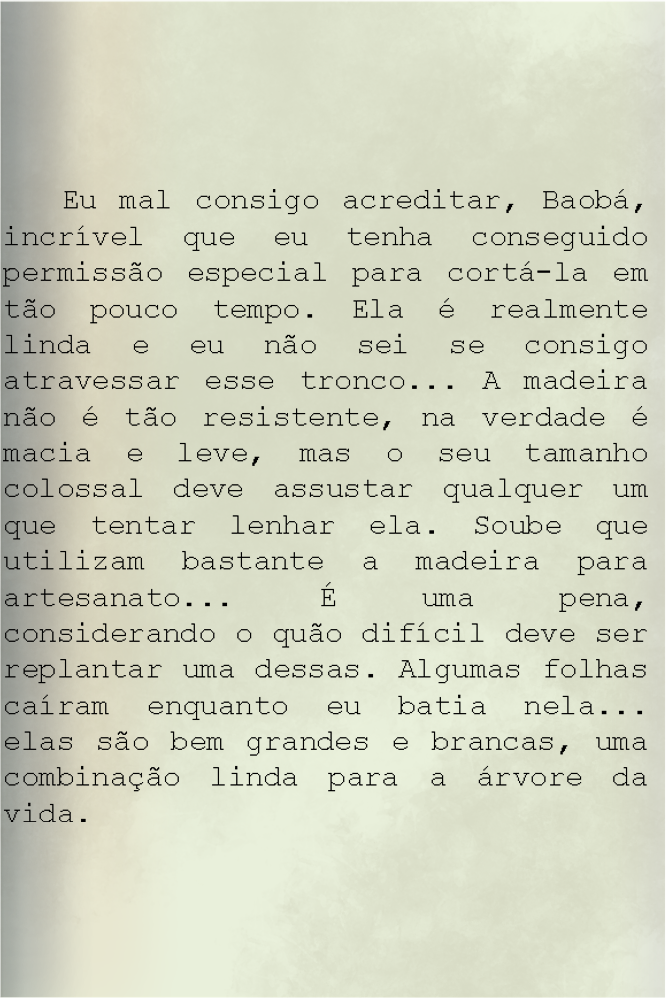 Eu mal consigo acreditar, Baobá,
incrível que eu tenha conseguido
permissão especial para cortá-la em
tão pouco tempo. Ela é realmente
linda e eu não sei se consigo
atravessar esse tronco... A madeira
não é tão resistente, na verdade é
macia e leve, mas o seu tamanho
colossal deve assustar qualquer um
que tentar lenhar ela. Soube que
utilizam bastante a madeira para
artesanato... É uma pena,
considerando o quão difícil deve ser
replantar uma dessas. Algumas folhas
caíram enquanto eu batia nela...
elas são bem grandes e brancas, uma
combinação linda para a árvore da
vida.